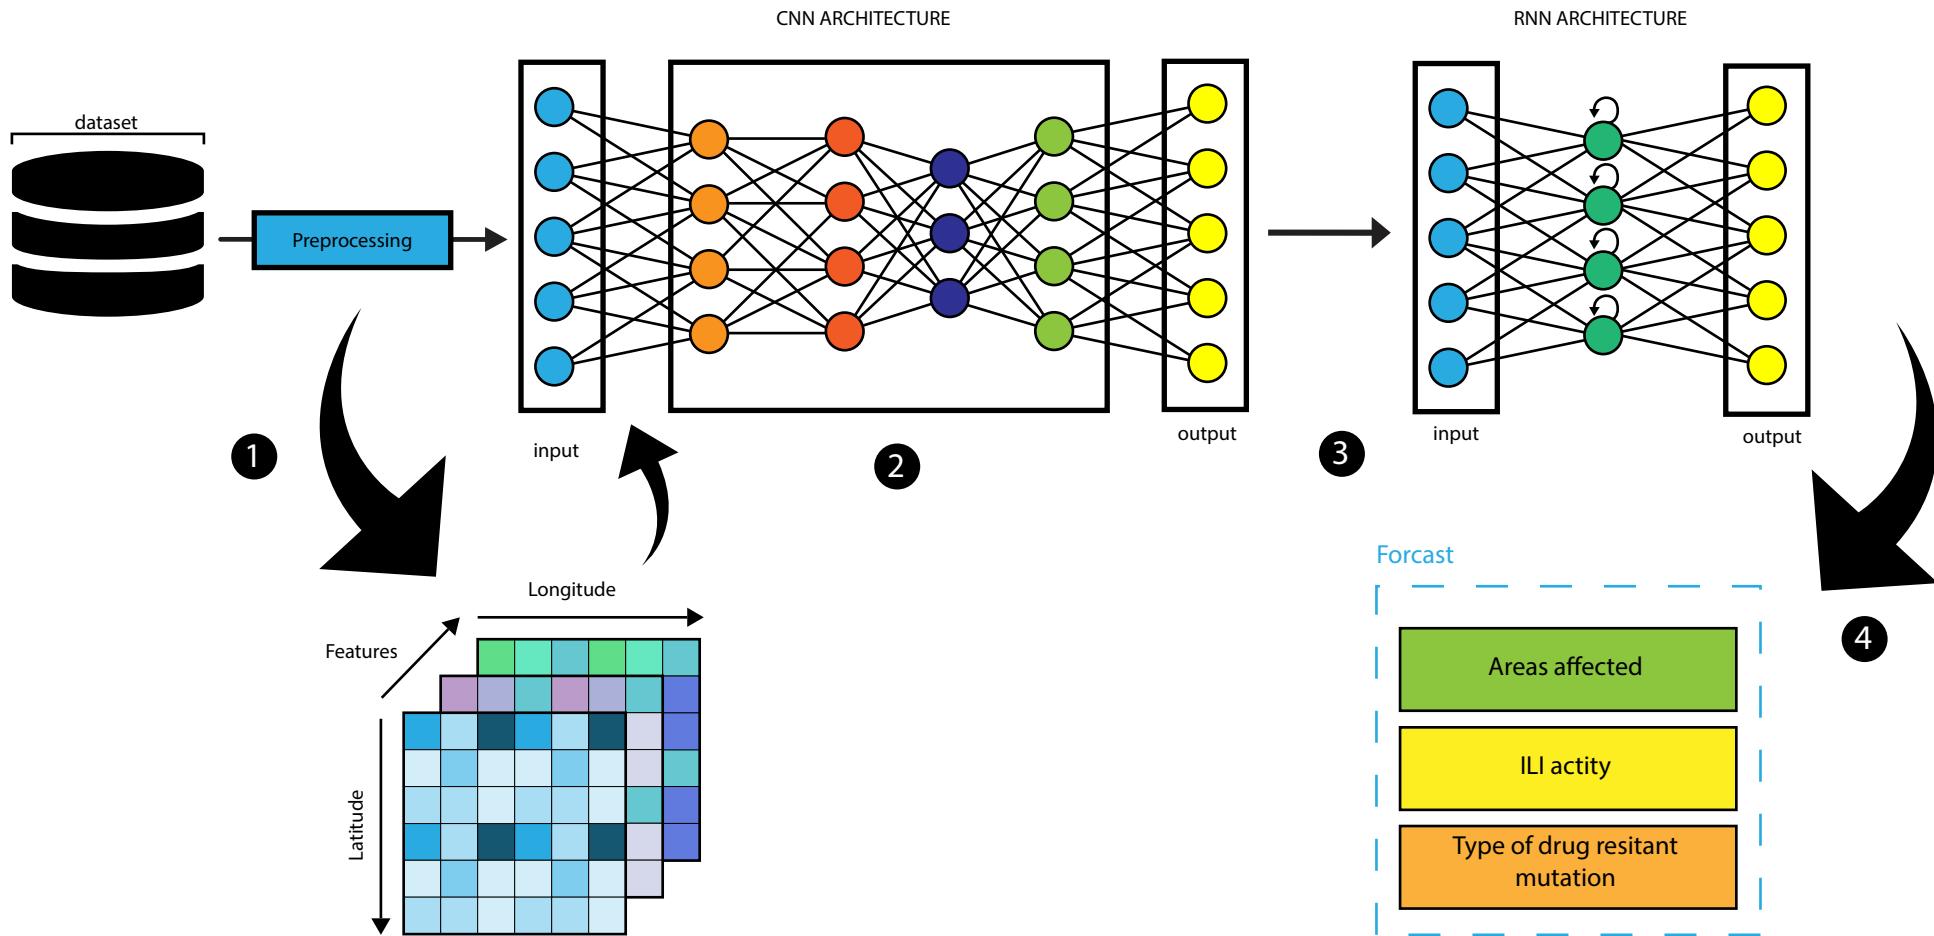 CNN ARCHITECTURE
RNN ARCHITECTURE
dataset
Preprocessing
input
output
input
output
1
2
3
4
Longitude
Features
Latitude
Forcast
Areas affected
ILI actity
Type of drug resitant
mutation